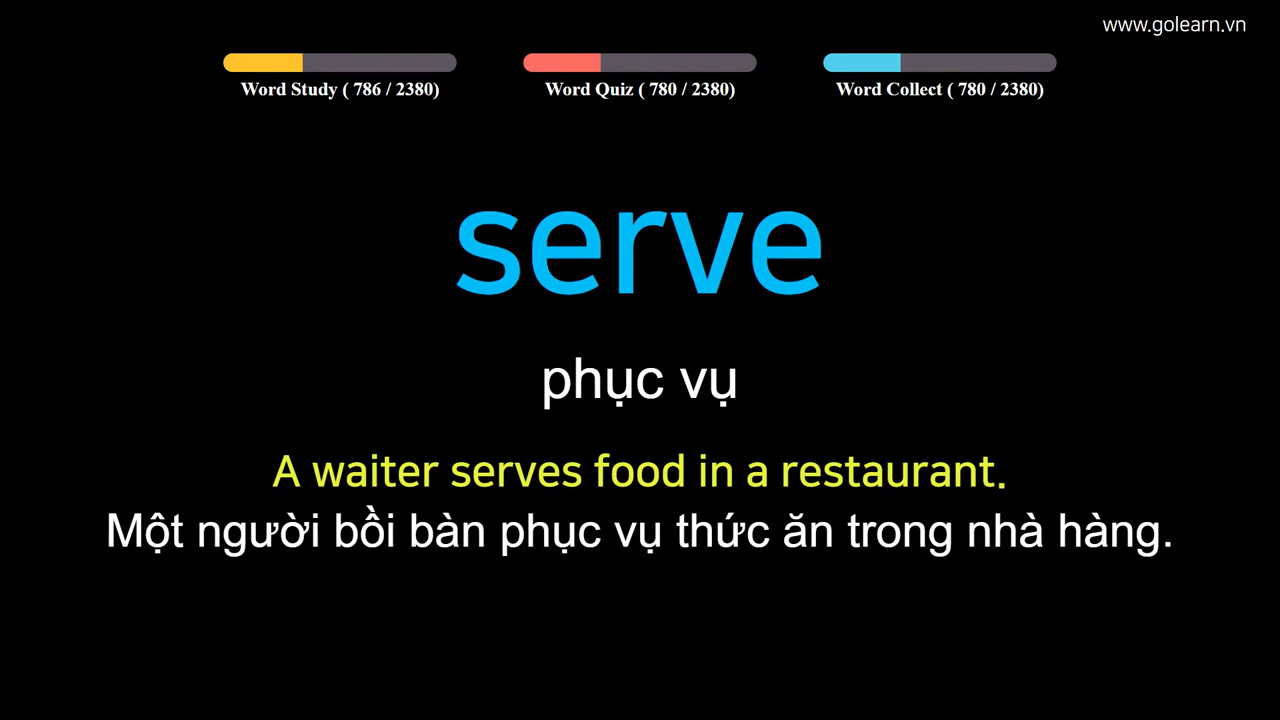 www.golearn.vn
Word Study ( 786 / 2380)
Word Quiz ( 780 / 2380)
Word Collect ( 780 / 2380)
serve
phục vụ
A waiter serves food in a restaurant.
Một người bồi bàn phục vụ thức ăn trong nhà hàng.